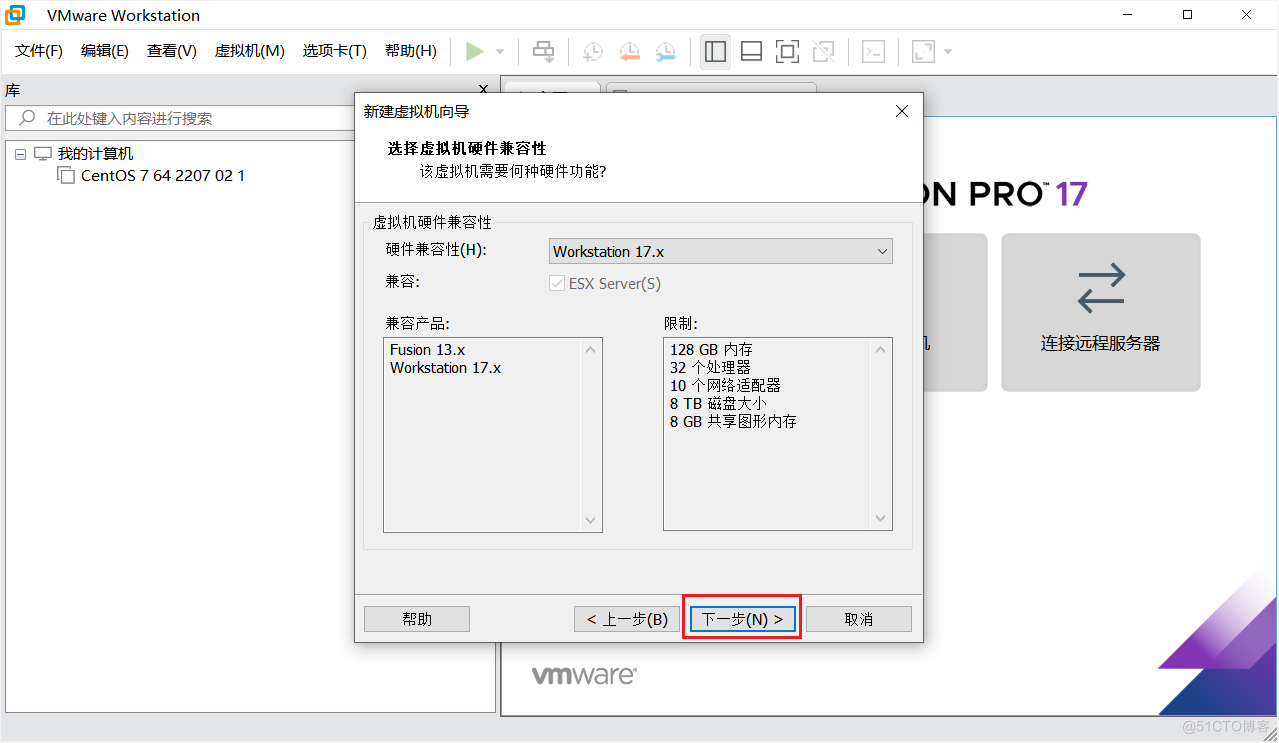 VMware Workstation
文件(F) 编辑(E) 查看(V) 虚拟机(M) 选项卡(T) 帮助(H)
库
在此处键入内容进行搜索
我的计算机
CentOS 7 64 2207 02 1
新建虚拟机向导
选择虚拟机硬件兼容性
该虚拟机需要何种硬件功能?
虚拟机硬件兼容性
硬件兼容性(H):
Workstation 17.x
兼容:
ESX Server(S)
兼容产品:
Fusion 13.x
Workstation 17.x
限制:
128 GB 内存
32 个处理器
10 个网络适配器
8 TB 磁盘大小
8 GB 共享图形内存
帮助
< 上一步(B)
下一步(N) >
取消
ON PRO™ 17
机
连接远程服务器
vmware®
@51CTO博客